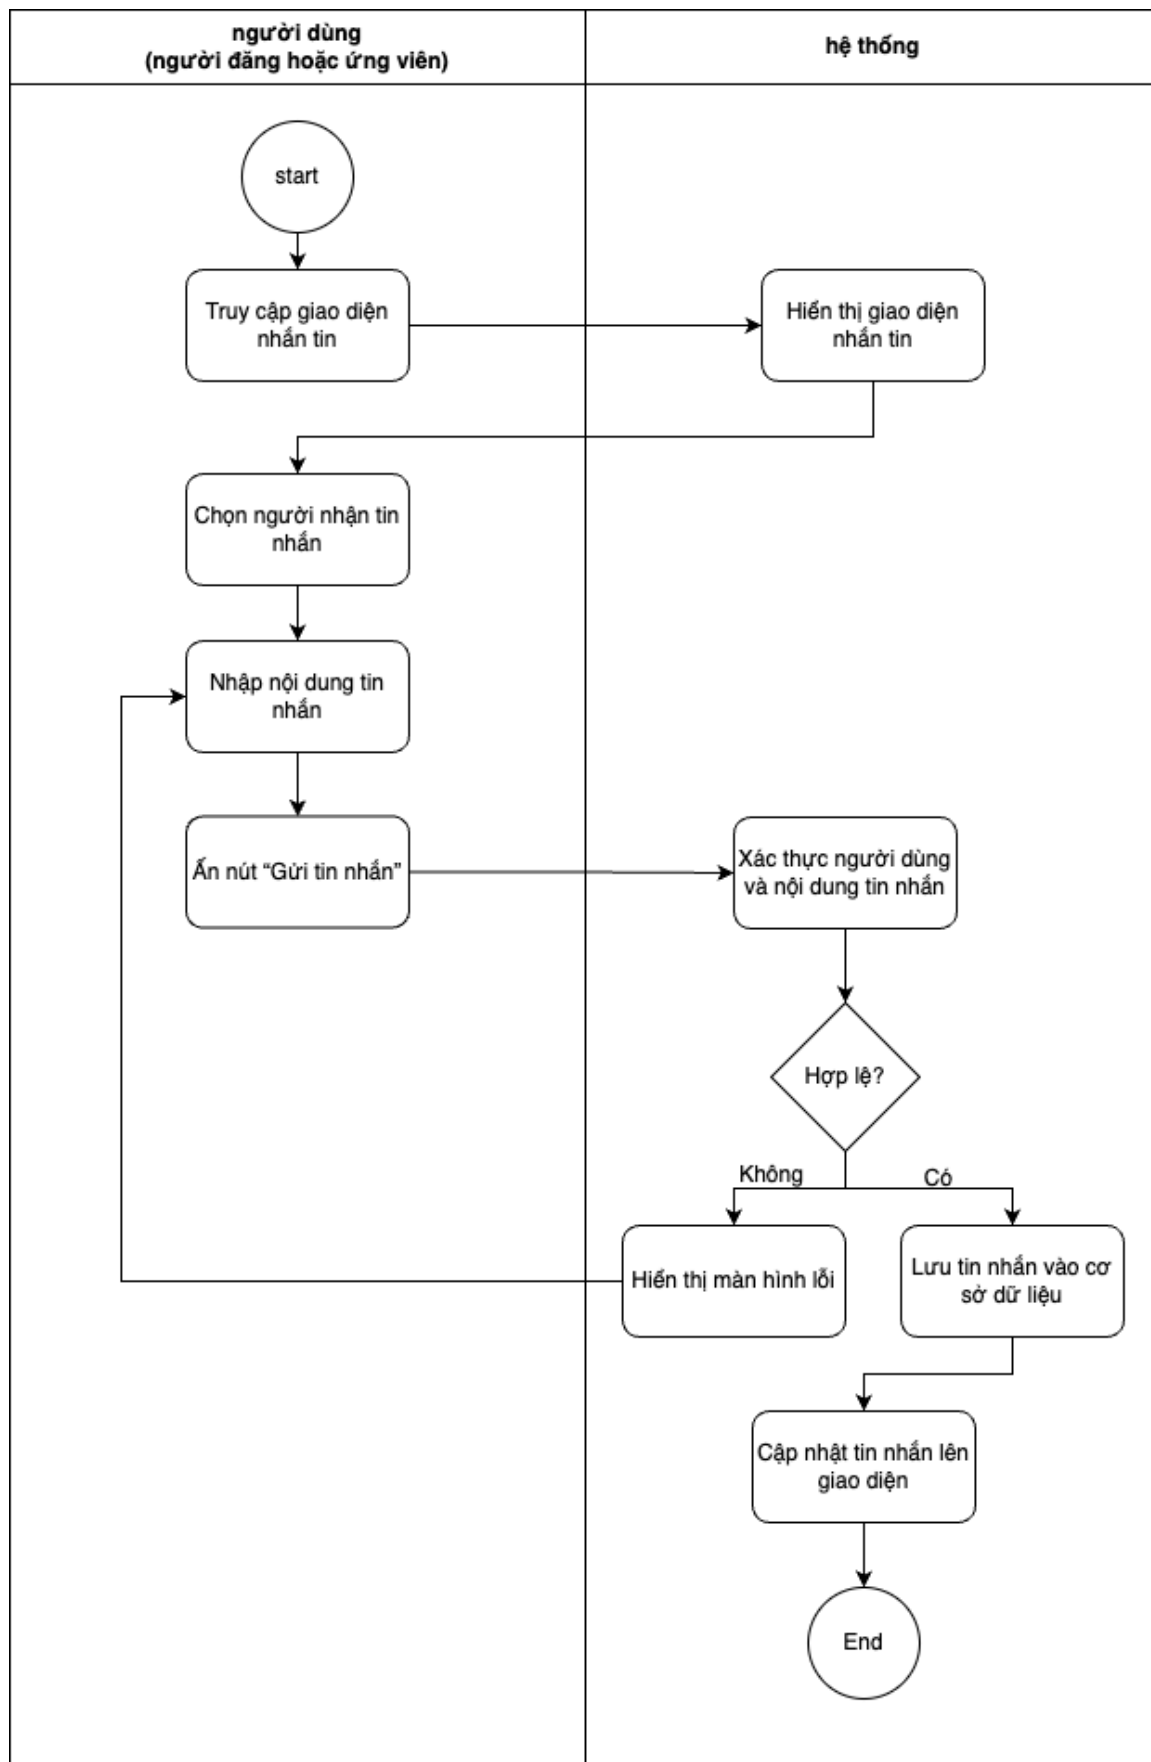 người dùng
(người đăng hoặc ứng viên)
hệ thống
start
Truy cập giao diện
nhắn tin
Hiển thị giao diện
nhắn tin
Chọn người nhận tin
nhắn
Nhập nội dung tin
nhắn
Ấn nút “Gửi tin nhắn”
Xác thực người dùng
và nội dung tin nhắn
Hợp lệ?
Không
Có
Hiển thị màn hình lỗi
Lưu tin nhắn vào cơ
sở dữ liệu
Cập nhật tin nhắn lên
giao diện
End